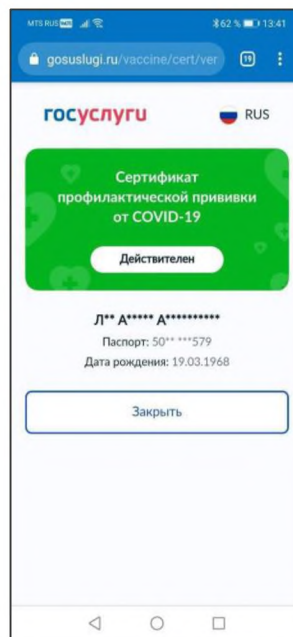 MTS RUS 62 % 13:41
gosuslugi.ru/vaccine/cert/ver 19
госуслуги RUS
Сертификат
профилактической прививки
от COVID-19
Действителен
Л** А***** А**********
Паспорт: 50** ***579
Дата рождения: 19.03.1968
Закрыть